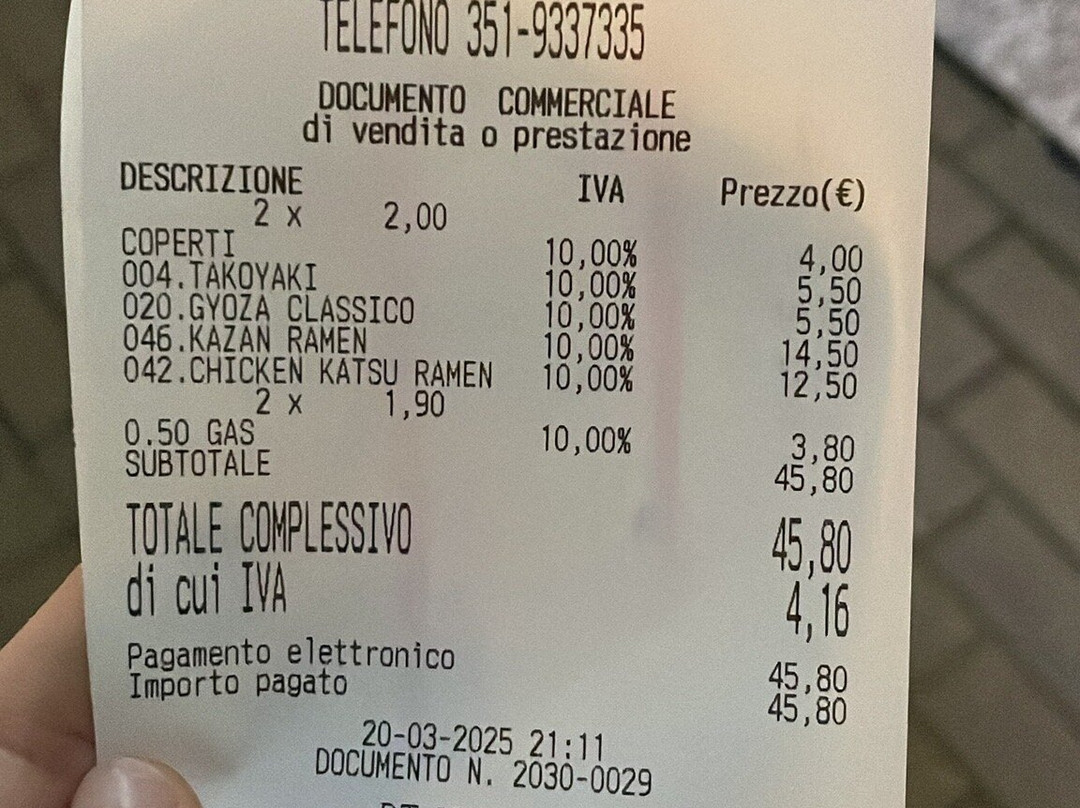 TELEFONO 351-9337335
DOCUMENTO COMMERCIALE
di vendita o prestazione
DESCRIZIONE IVA Prezzo(€)
2 x 2,00
COPERTI 10,00% 4,00
004.TAKOYAKI 10,00% 5,50
020.GYOZA CLASSICO 10,00% 5,50
046.KAZAN RAMEN 10,00% 14,50
042.CHICKEN KATSU RAMEN 10,00% 12,50
2 x 1,90
0.50 GAS 10,00% 3,80
SUBTOTALE 45,80
TOTALE COMPLESSIVO 45,80
di cui IVA 4,16
Pagamento elettronico 45,80
Importo pagato 45,80
20-03-2025 21:11
DOCUMENTO N. 2030-0029